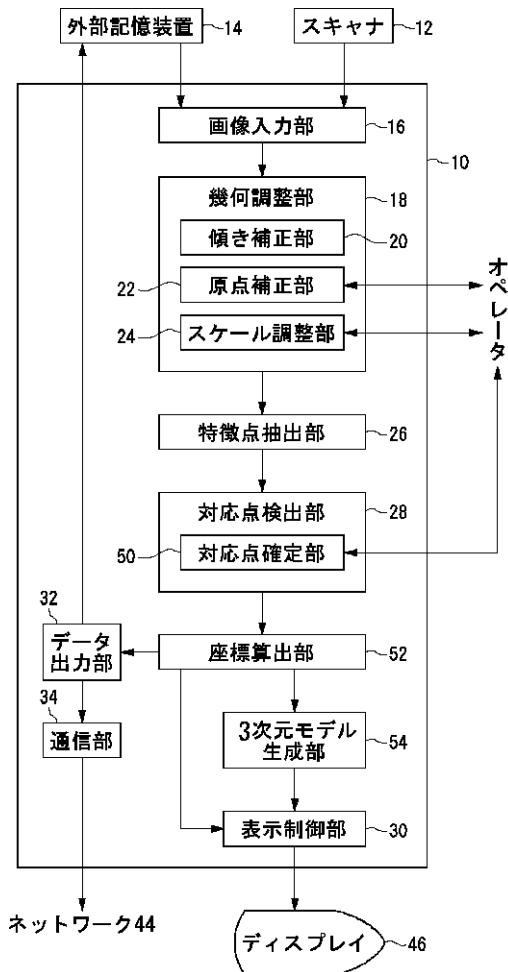 外部記憶装置 14
スキャナ 12
画像入力部 16
10
幾何調整部 18
傾き補正部 20
22 原点補正部
24 スケール調整部
オペレータ
特徴点抽出部 26
対応点検出部 28
50 対応点確定部
32
データ
出力部
座標算出部 52
34
通信部
3次元モデル
生成部 54
表示制御部 30
ネットワーク44
ディスプレイ 46